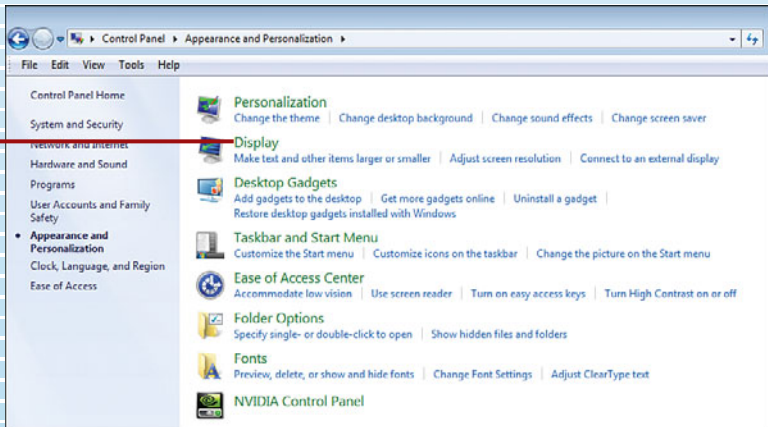 Control Panel Appearance and Personalization
File Edit View Tools Help
Control Panel Home
System and Security
Network and Internet
Hardware and Sound
Programs
User Accounts and Family
Safety
Appearance and
Personalization
Clock, Language, and Region
Ease of Access
Personalization
Change the theme Change desktop background Change sound effects Change screen saver
Display
Make text and other items larger or smaller Adjust screen resolution Connect to an external display
Desktop Gadgets
Add gadgets to the desktop Get more gadgets online Uninstall a gadget
Restore desktop gadgets installed with Windows
Taskbar and Start Menu
Customize the Start menu Customize icons on the taskbar Change the picture on the Start menu
Ease of Access Center
Accommodate low vision Use screen reader Turn on easy access keys Turn High Contrast on or off
Folder Options
Specify single- or double-click to open Show hidden files and folders
Fonts
Preview, delete, or show and hide fonts Change Font Settings Adjust ClearType text
NVIDIA Control Panel